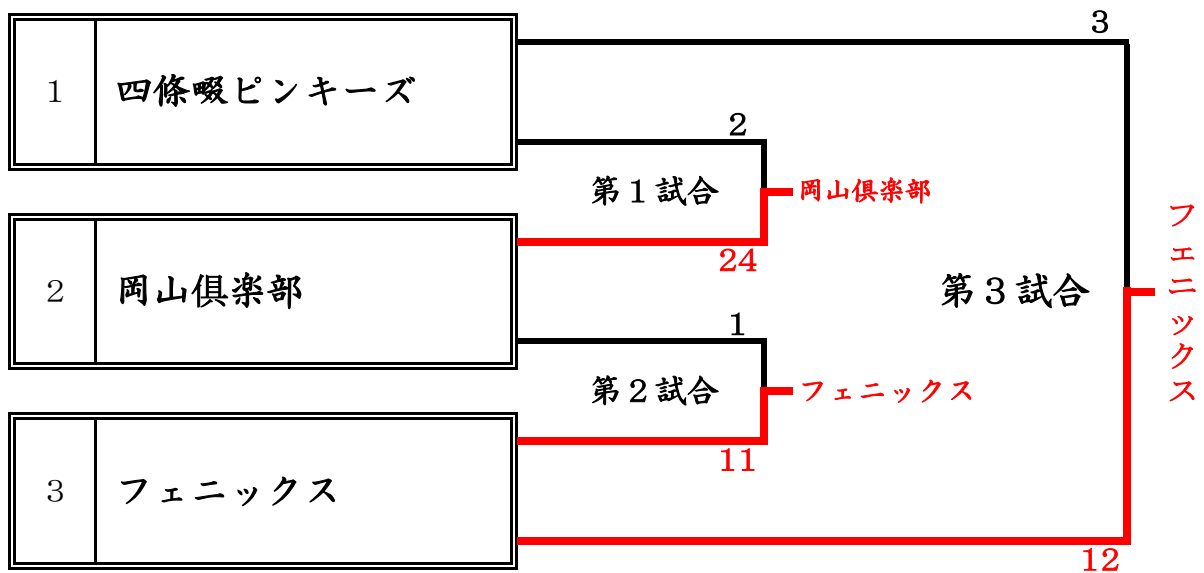 3
1 四條畷ピンキーズ
2
第1試合
岡山倶楽部
24
2 岡山倶楽部
第3試合
フェニックス
1
第2試合
フェニックス
11
3 フェニックス
12